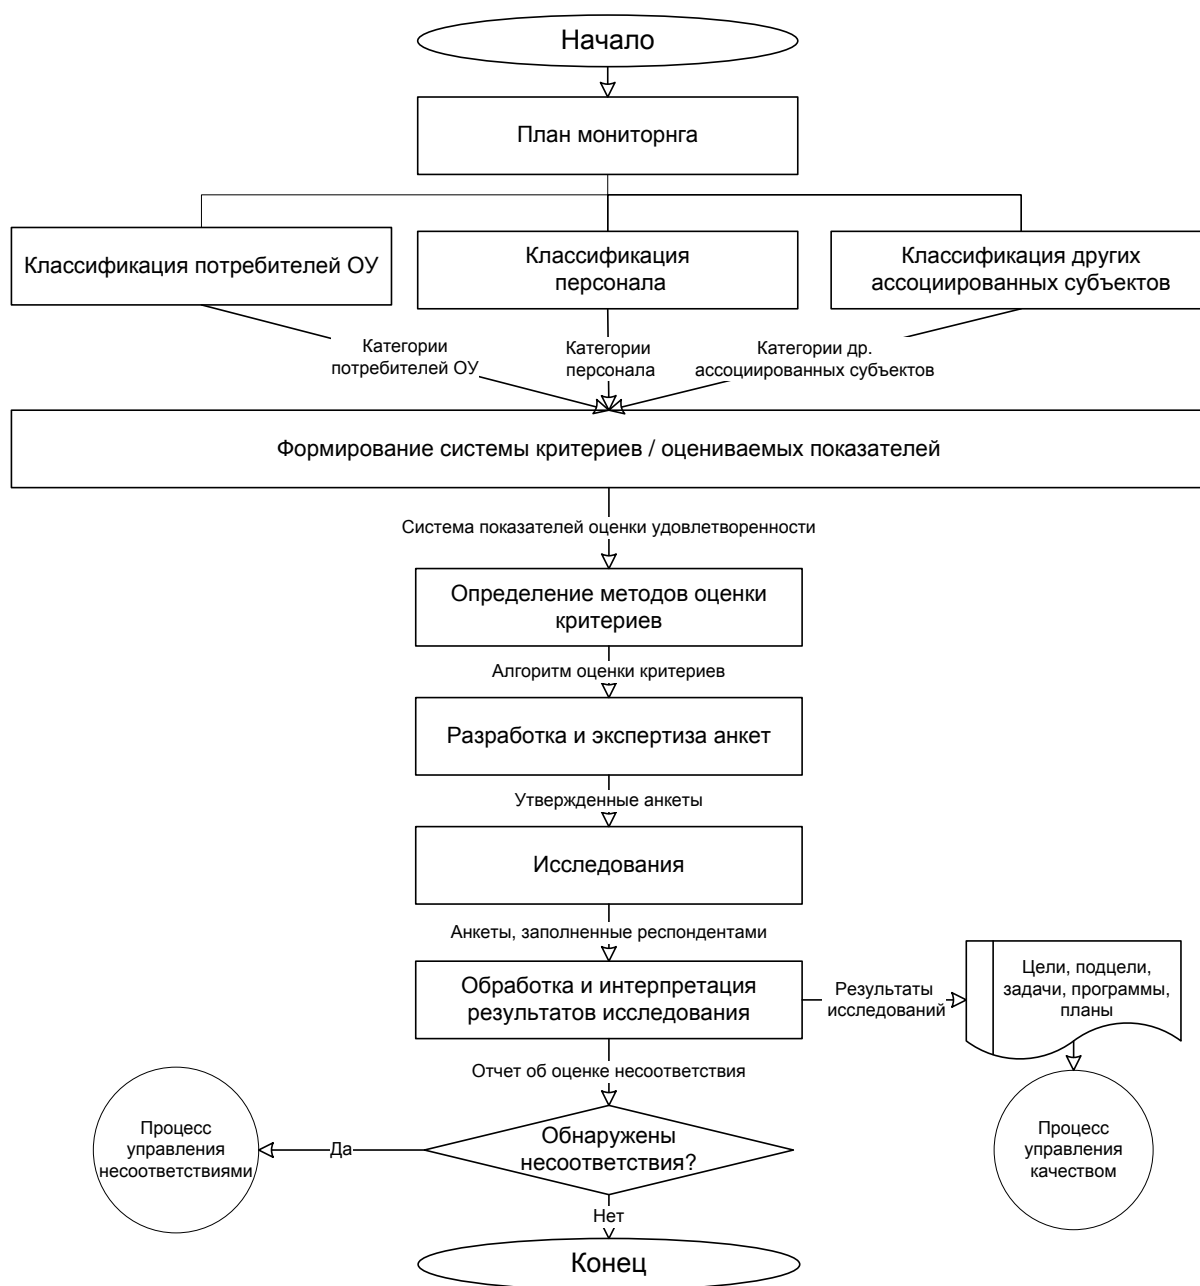 Начало
План мониторнга
Классификация потребителей ОУ
Классификация
персонала
Классификация других
ассоциированных субъектов
Категории
потребителей ОУ
Категории
персонала
Категории др.
ассоциированных субъектов
Формирование системы критериев / оцениваемых показателей
Система показателей оценки удовлетворенности
Определение методов оценки
критериев
Алгоритм оценки критериев
Разработка и экспертиза анкет
Утвержденные анкеты
Исследования
Анкеты, заполненные респондентами
Обработка и интерпретация
результатов исследования
Результаты
исследований
Цели, подцели,
задачи, программы,
планы
Отчет об оценке несоответствия
Процесс
управления
несоответствиями
Да
Обнаружены
несоответствия?
Процесс
управления
качеством
Нет
Конец